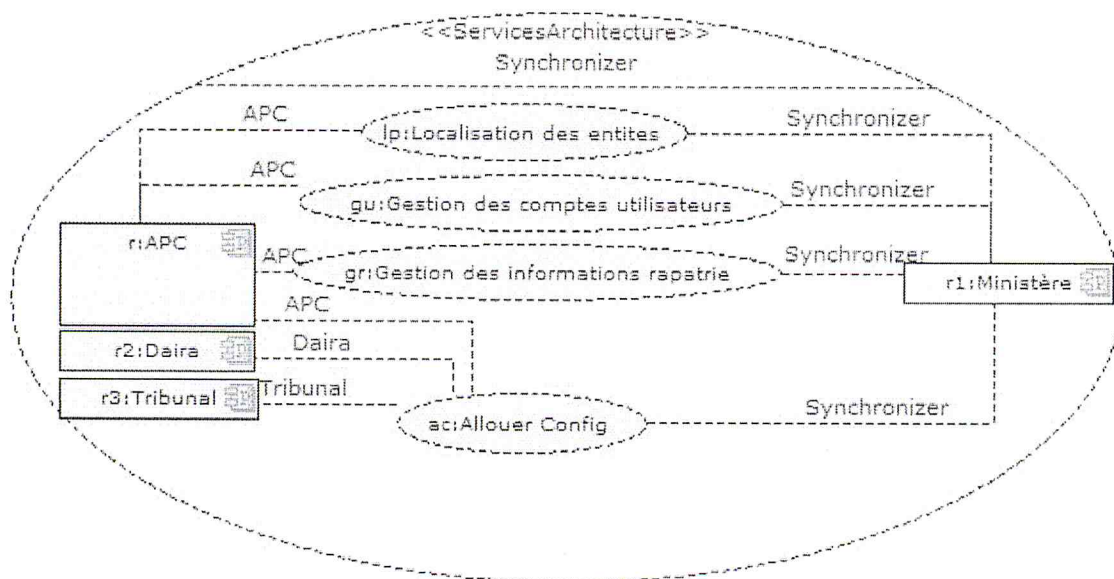 <<ServicesArchitecture>>
Synchronizer
APC
lp:Localisation des entites
Synchronizer
APC
gu:Gestion des comptes utilisateurs
Synchronizer
r:APC
APC
gr:Gestion des informations rapatrie
Synchronizer
r1:Ministère
APC
r2:Daira
Daira
r3:Tribunal
Tribunal
ac:Allouer Config
Synchronizer